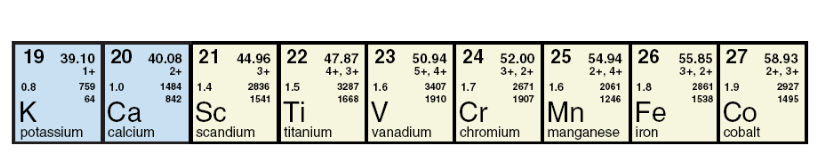 19 39.10 20 40.08 21 44.96 22 47.87 23 50.94 24 52.00 25 54.94 26 55.85 27 58.93
1+ 2+ 3+ 4+, 3+ 5+, 4+ 3+, 2+ 2+, 4+ 3+, 2+ 2+, 3+
0.8 759 1.0 1484 1.4 2836 1.5 3287 1.6 3407 1.7 2671 1.6 2061 1.8 2861 1.9 2927
64 842 1541 1668 1910 1907 1246 1538 1495
K Ca Sc Ti V Cr Mn Fe Co
potassium calcium scandium titanium vanadium chromium manganese iron cobalt